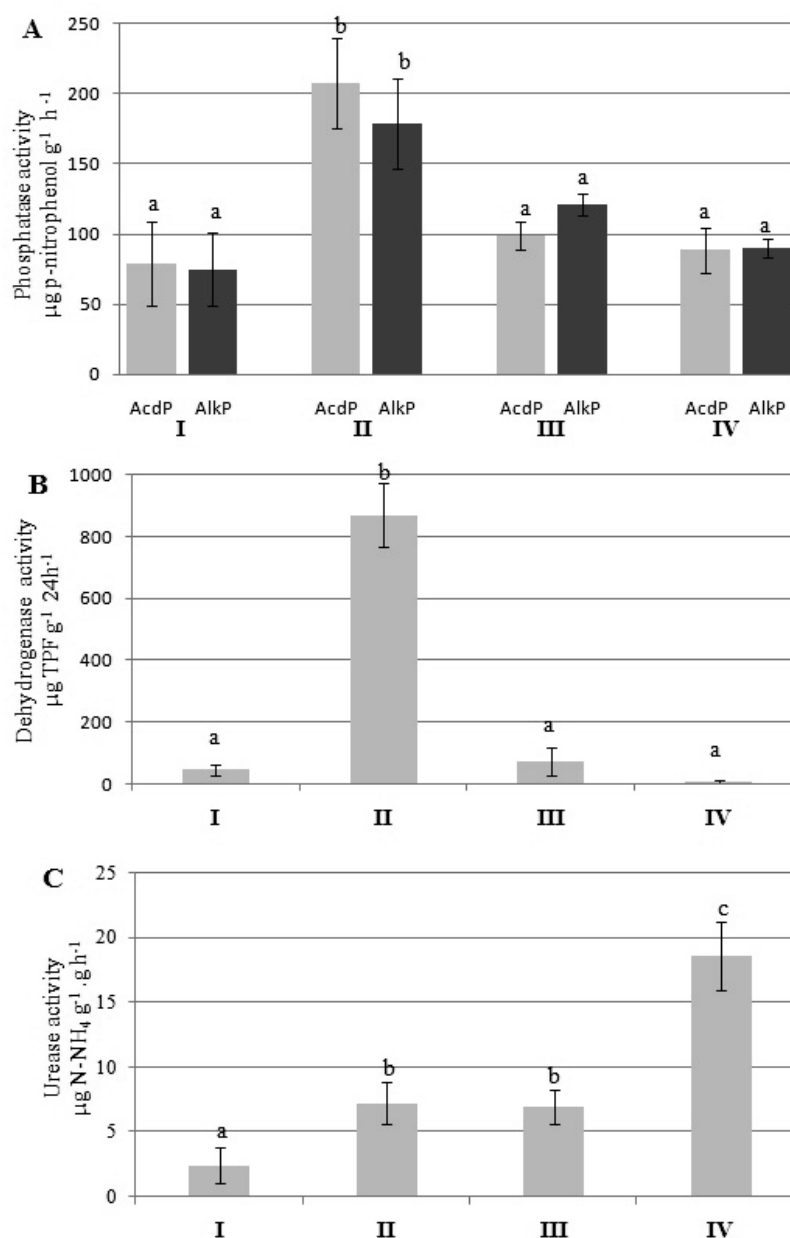 A
Phosphatase activity
µg p-nitrophenol g⁻¹ h⁻¹
250
200
150
100
50
0
a
a
b
b
a
a
a
a
AcdP AlkP AcdP AlkP AcdP AlkP AcdP AlkP
I II III IV
B
Dehydrogenase activity
µg TPF g⁻¹ 24h⁻¹
1000
800
600
400
200
0
a
b
a
a
I II III IV
C
Urease activity
µg N-NH₄ g⁻¹ · g h⁻¹
25
20
15
10
5
0
a
b
b
c
I II III IV